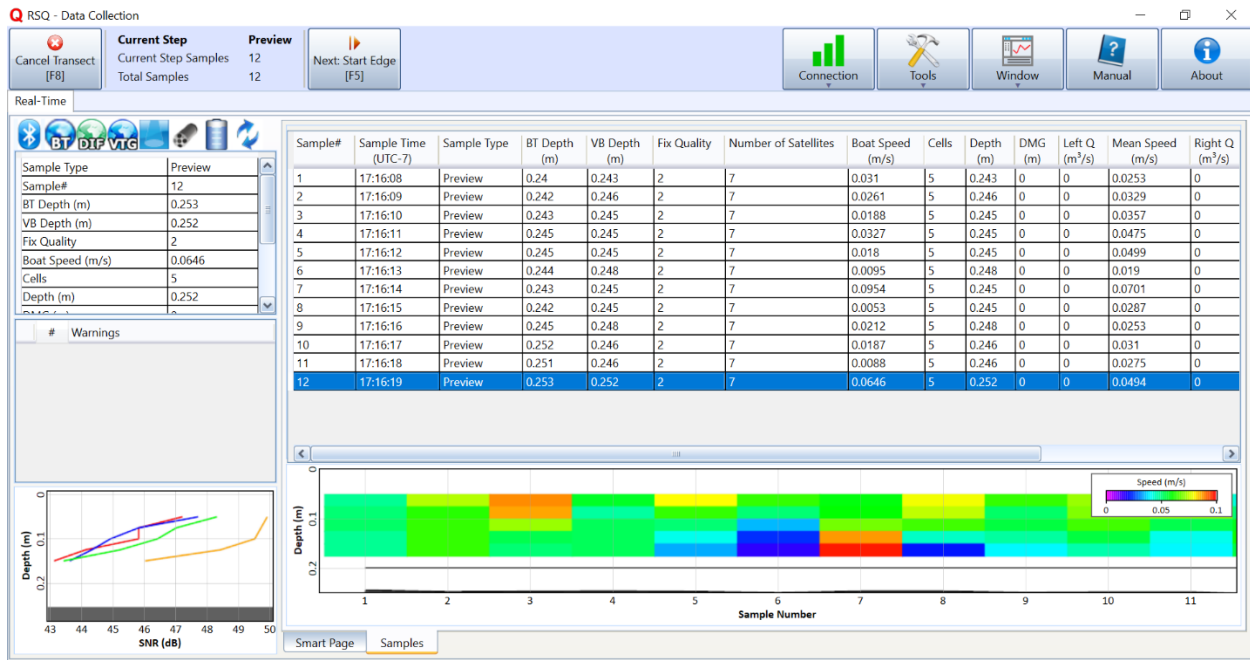 RSQ - Data Collection
Cancel Transect
[F8]
Current Step Preview
Current Step Samples 12
Total Samples 12
Next: Start Edge
[F5]
Connection
Tools
Window
Manual
About
Real-Time
BT DIF VTG
Sample Type Preview
Sample# 12
BT Depth (m) 0.253
VB Depth (m) 0.252
Fix Quality 2
Boat Speed (m/s) 0.0646
Cells 5
Depth (m) 0.252
# Warnings
Sample# Sample Time (UTC-7) Sample Type BT Depth (m) VB Depth (m) Fix Quality Number of Satellites Boat Speed (m/s) Cells Depth (m) DMG (m) Left Q (m³/s) Mean Speed (m/s) Right Q (m³/s)
1 17:16:08 Preview 0.24 0.243 2 7 0.031 5 0.243 0 0 0.0253 0
2 17:16:09 Preview 0.242 0.246 2 7 0.0261 5 0.246 0 0 0.0329 0
3 17:16:10 Preview 0.243 0.245 2 7 0.0188 5 0.245 0 0 0.0357 0
4 17:16:11 Preview 0.245 0.245 2 7 0.0327 5 0.245 0 0 0.0475 0
5 17:16:12 Preview 0.245 0.245 2 7 0.018 5 0.245 0 0 0.0499 0
6 17:16:13 Preview 0.244 0.248 2 7 0.0095 5 0.248 0 0 0.019 0
7 17:16:14 Preview 0.243 0.245 2 7 0.0954 5 0.245 0 0 0.0701 0
8 17:16:15 Preview 0.242 0.245 2 7 0.0053 5 0.245 0 0 0.0287 0
9 17:16:16 Preview 0.245 0.248 2 7 0.0212 5 0.248 0 0 0.0253 0
10 17:16:17 Preview 0.252 0.246 2 7 0.0187 5 0.246 0 0 0.031 0
11 17:16:18 Preview 0.251 0.246 2 7 0.0088 5 0.246 0 0 0.0275 0
12 17:16:19 Preview 0.253 0.252 2 7 0.0646 5 0.252 0 0 0.0494 0
Depth (m)
0
0.1
0.2
43 44 45 46 47 48 49 50
SNR (dB)
Depth (m)
0
0.1
0.2
Speed (m/s)
0 0.05 0.1
1 2 3 4 5 6 7 8 9 10 11
Sample Number
Smart Page
Samples